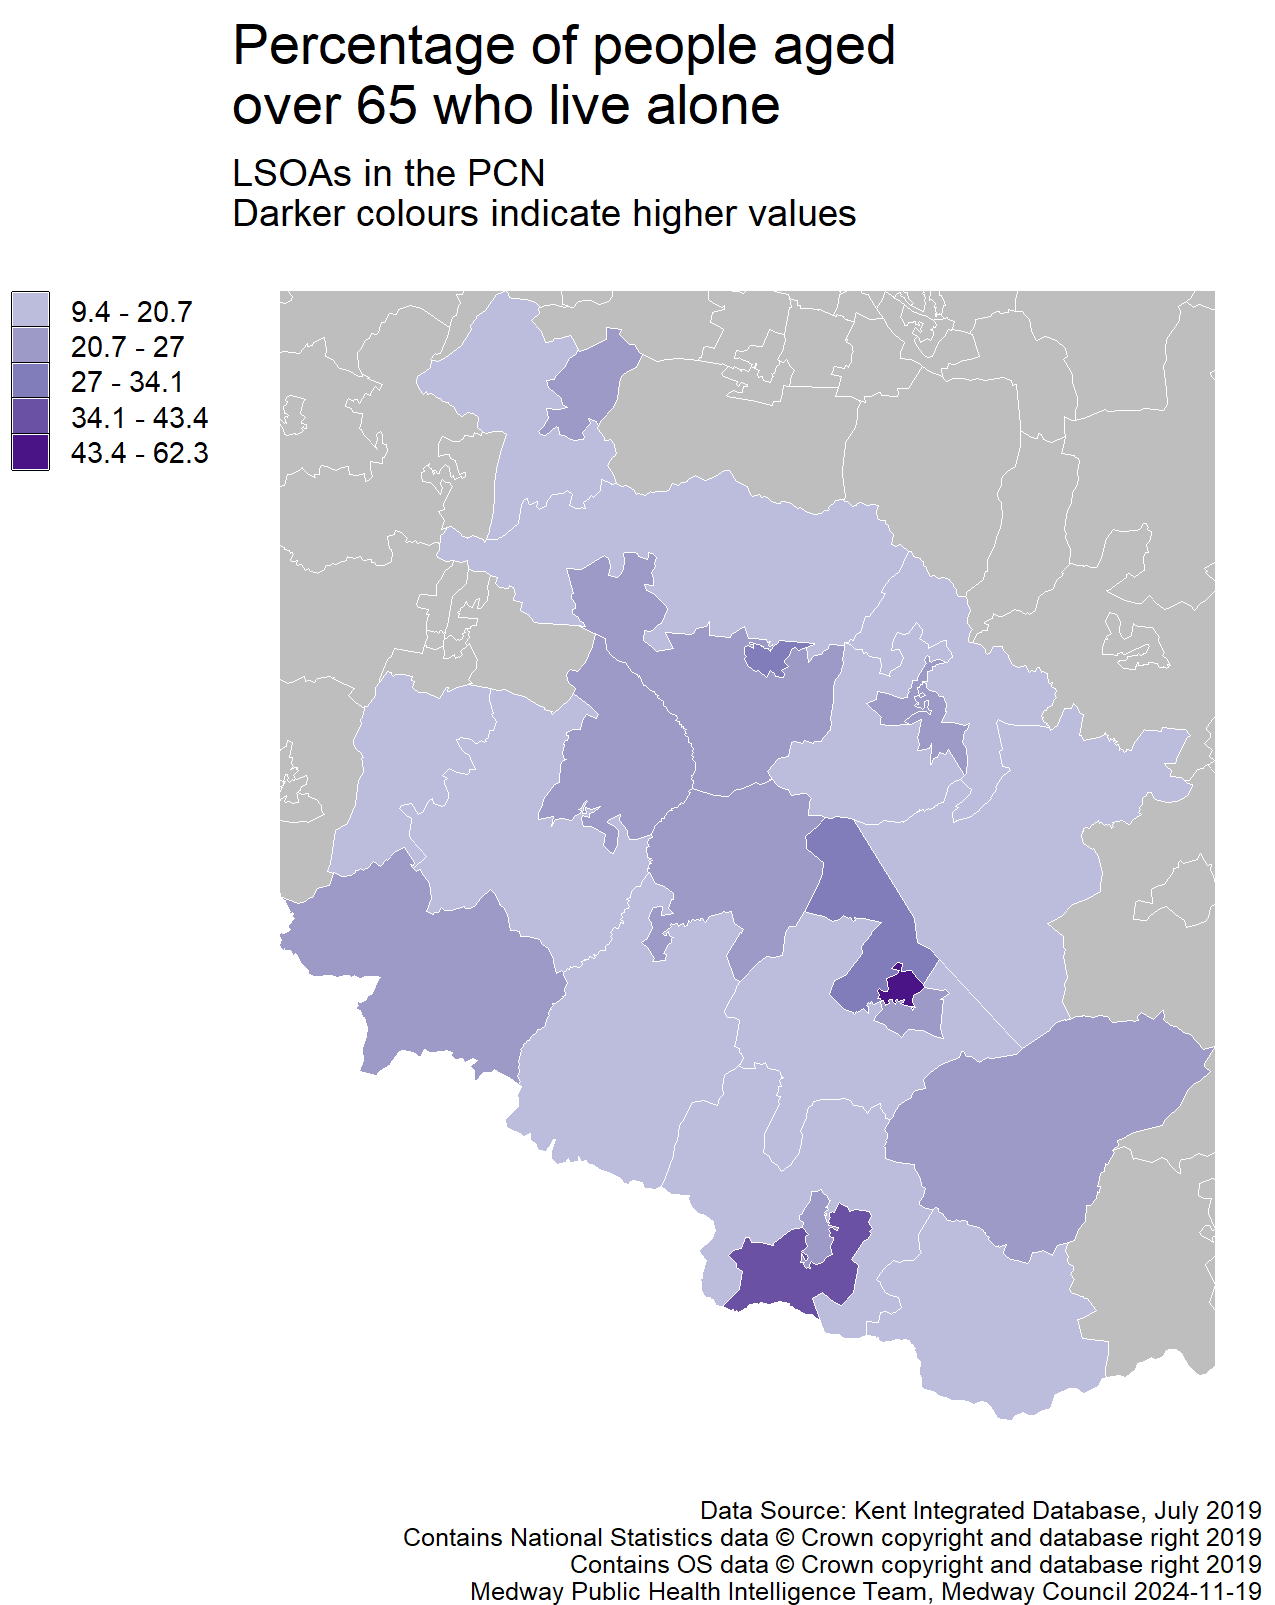 Percentage of people aged
over 65 who live alone
LSOAs in the PCN
Darker colours indicate higher values
9.4 - 20.7
20.7 - 27
27 - 34.1
34.1 - 43.4
43.4 - 62.3
Data Source: Kent Integrated Database, July 2019
Contains National Statistics data © Crown copyright and database right 2019
Contains OS data © Crown copyright and database right 2019
Medway Public Health Intelligence Team, Medway Council 2024-11-19